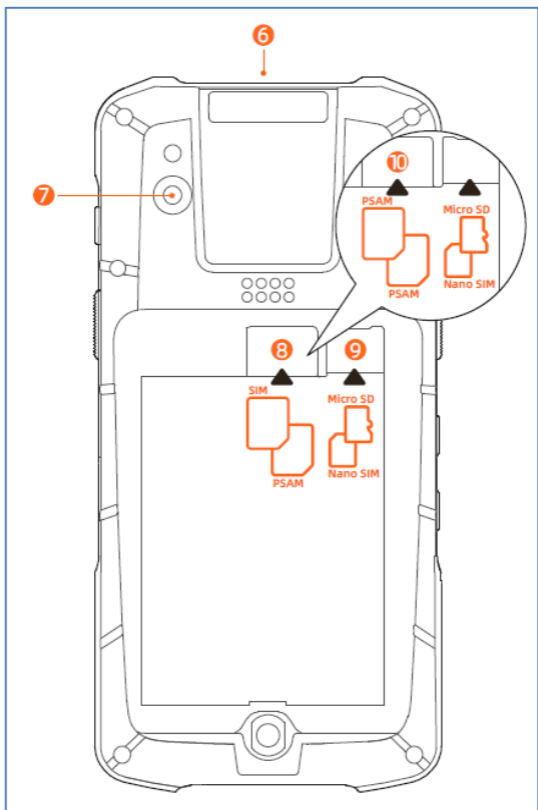 6
10
7
PSAM
Micro SD
PSAM
Nano SIM
8
9
SIM
Micro SD
PSAM
Nano SIM